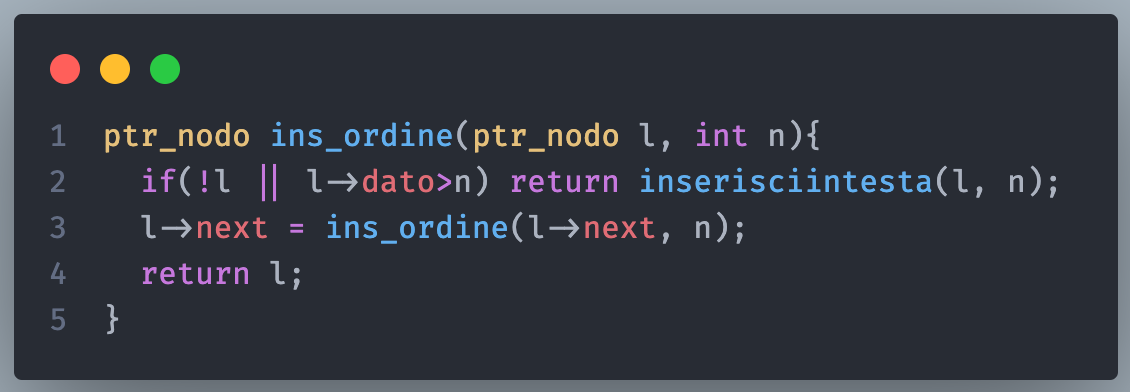 1 ptr_nodo ins_ordine(ptr_nodo l, int n){
2   if(!l || l->dato>n) return inserisciintesta(l, n);
3   l->next = ins_ordine(l->next, n);
4   return l;
5 }